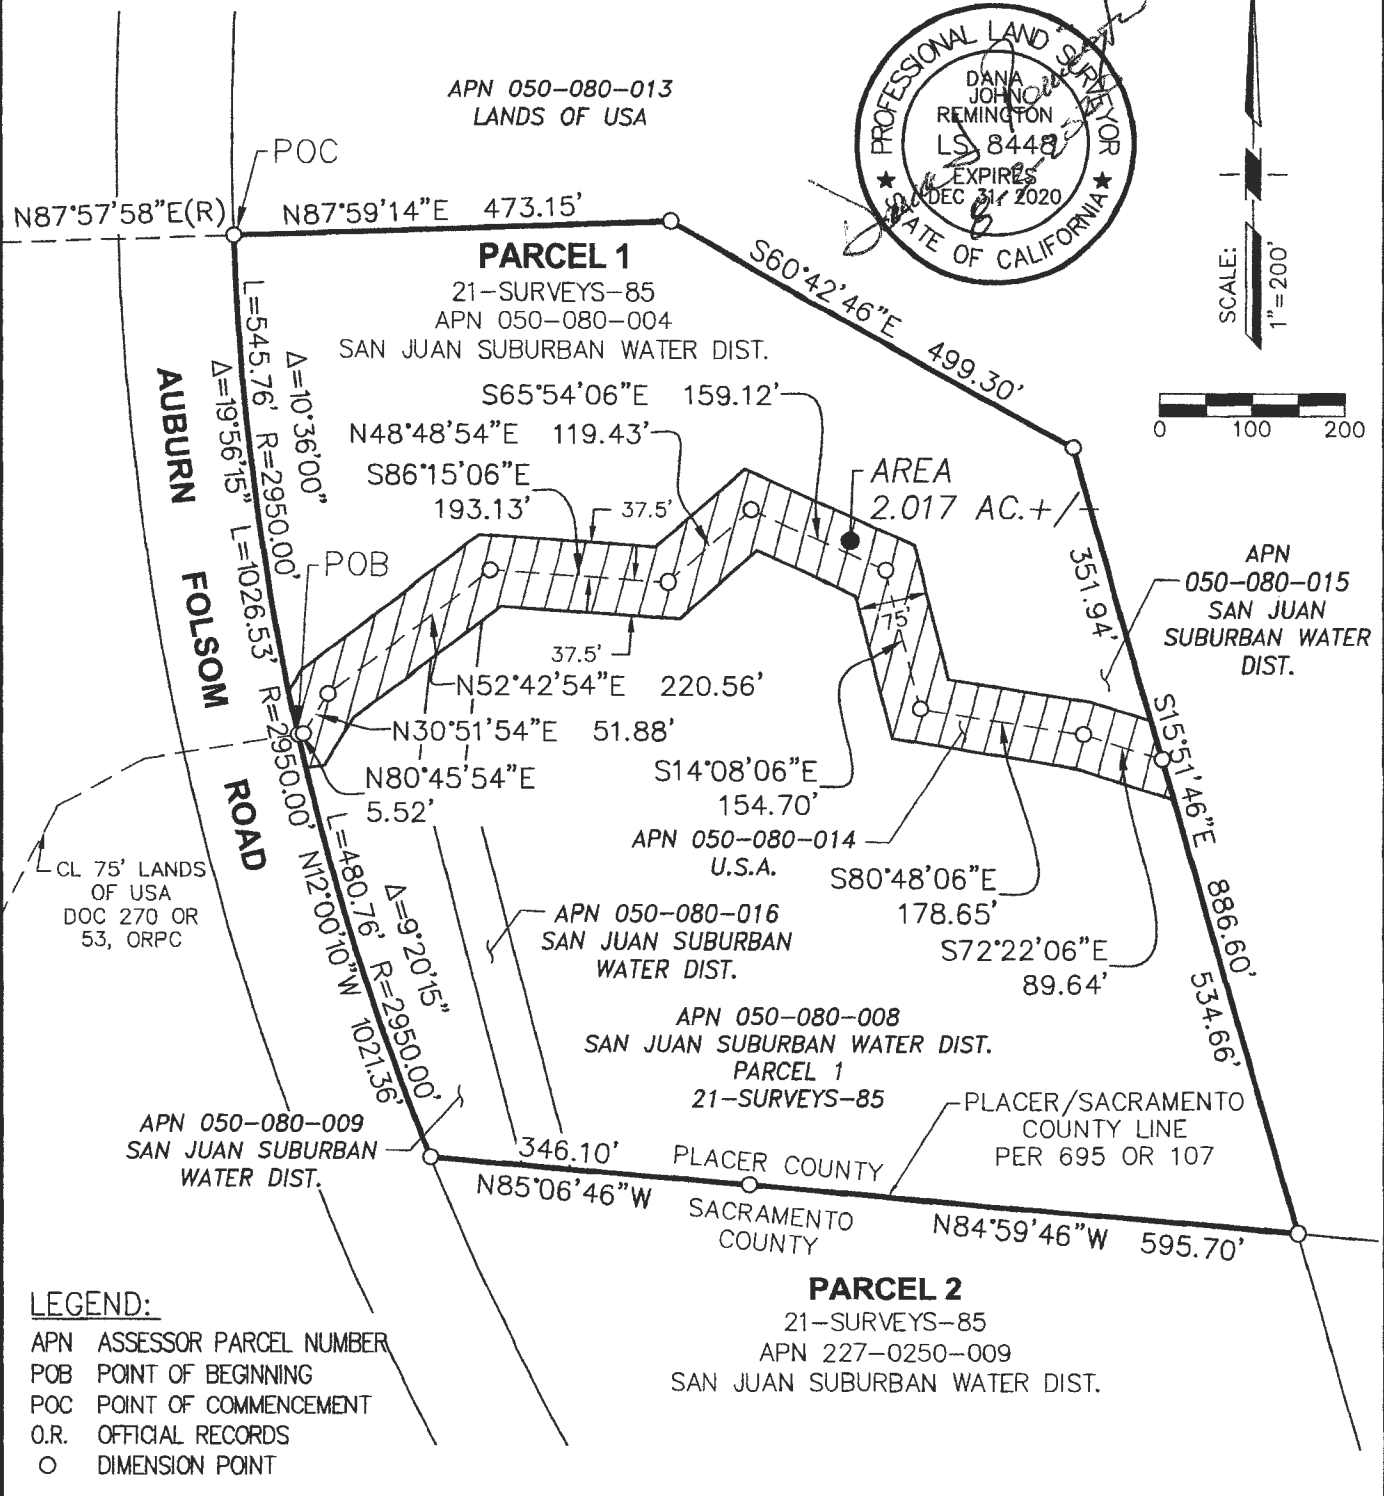 APN 050-080-013
LANDS OF USA
PROFESSIONAL LAND SURVEYOR
DANA
JOHN
REMINGTON
LS 8448
EXPIRES
DEC 31, 2020
STATE OF CALIFORNIA
POC
N87°57'58"E(R)
N87°59'14"E 473.15'
PARCEL 1
21-SURVEYS-85
APN 050-080-004
SAN JUAN SUBURBAN WATER DIST.
S60°42'46"E 499.30'
SCALE:
1"=200'
0 100 200
L=545.76' R=2950.00'
Δ=10°36'00"
Δ=19°56'15" L=1026.53' R=2950.00'
AUBURN FOLSOM ROAD
S65°54'06"E 159.12'
N48°48'54"E 119.43'
S86°15'06"E
193.13'
37.5'
AREA
2.017 AC.+/-
POB
351.94'
APN
050-080-015
SAN JUAN
SUBURBAN WATER
DIST.
75'
37.5'
N52°42'54"E 220.56'
N30°51'54"E 51.88'
N80°45'54"E
5.52'
S14°08'06"E
154.70'
S15°51'46"E 886.60'
APN 050-080-014
U.S.A.
S80°48'06"E
178.65'
S72°22'06"E
89.64'
534.66'
CL 75' LANDS
OF USA
DOC 270 OR
53, ORPC
L=480.76' R=2950.00'
Δ=9°20'15"
N12°00'10"W 1021.36'
APN 050-080-016
SAN JUAN SUBURBAN
WATER DIST.
APN 050-080-008
SAN JUAN SUBURBAN WATER DIST.
PARCEL 1
21-SURVEYS-85
PLACER/SACRAMENTO
COUNTY LINE
PER 695 OR 107
APN 050-080-009
SAN JUAN SUBURBAN
WATER DIST.
346.10'
N85°06'46"W
PLACER COUNTY
SACRAMENTO
COUNTY
N84°59'46"W 595.70'
PARCEL 2
21-SURVEYS-85
APN 227-0250-009
SAN JUAN SUBURBAN WATER DIST.
LEGEND:
APN ASSESSOR PARCEL NUMBER
POB POINT OF BEGINNING
POC POINT OF COMMENCEMENT
O.R. OFFICIAL RECORDS
O DIMENSION POINT